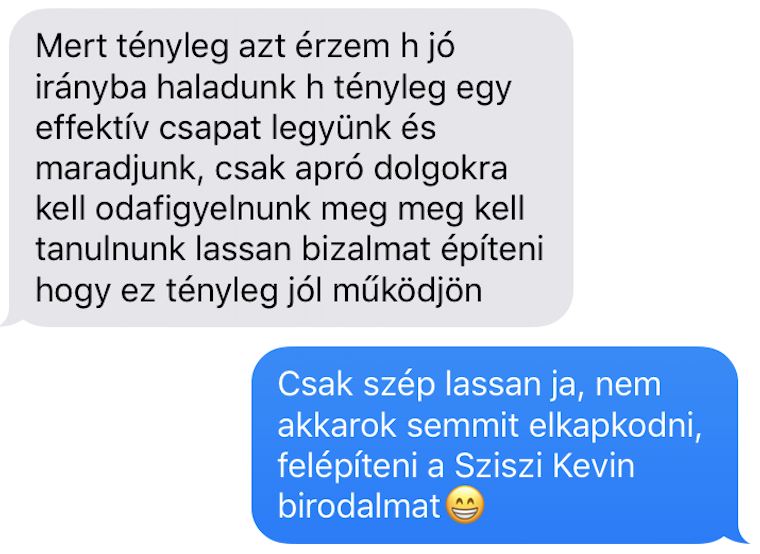 Mert tényleg azt érzem h jó
irányba haladunk h tényleg egy
effektív csapat legyünk és
maradjunk, csak apró dolgokra
kell odafigyelnunk meg meg kell
tanulnunk lassan bizalmat építeni
hogy ez tényleg jól működjön
Csak szép lassan ja, nem
akkarok semmit elkapkodni,
felépíteni a Sziszi Kevin
birodalmat😁